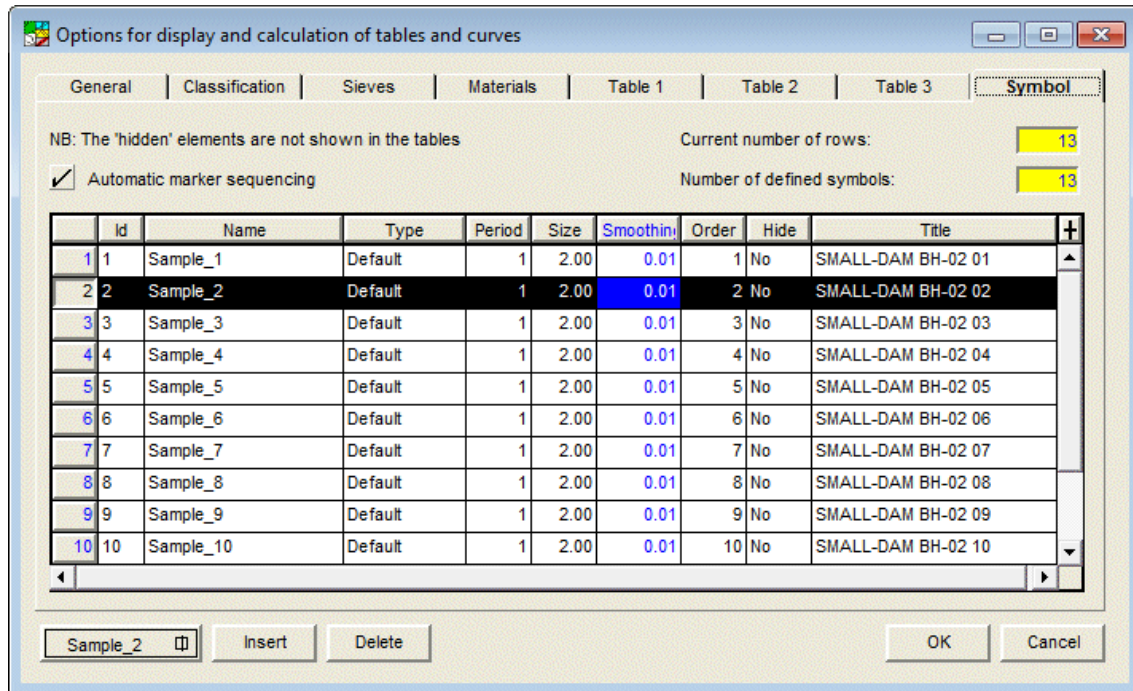 Options for display and calculation of tables and curves
General Classification Sieves Materials Table 1 Table 2 Table 3 Symbol
NB: The 'hidden' elements are not shown in the tables Current number of rows: 13
Automatic marker sequencing Number of defined symbols: 13
Id Name Type Period Size Smoothin Order Hide Title
1 1 Sample_1 Default 1 2.00 0.01 1 No SMALL-DAM BH-02 01
2 2 Sample_2 Default 1 2.00 0.01 2 No SMALL-DAM BH-02 02
3 3 Sample_3 Default 1 2.00 0.01 3 No SMALL-DAM BH-02 03
4 4 Sample_4 Default 1 2.00 0.01 4 No SMALL-DAM BH-02 04
5 5 Sample_5 Default 1 2.00 0.01 5 No SMALL-DAM BH-02 05
6 6 Sample_6 Default 1 2.00 0.01 6 No SMALL-DAM BH-02 06
7 7 Sample_7 Default 1 2.00 0.01 7 No SMALL-DAM BH-02 07
8 8 Sample_8 Default 1 2.00 0.01 8 No SMALL-DAM BH-02 08
9 9 Sample_9 Default 1 2.00 0.01 9 No SMALL-DAM BH-02 09
10 10 Sample_10 Default 1 2.00 0.01 10 No SMALL-DAM BH-02 10
Sample_2 Insert Delete OK Cancel